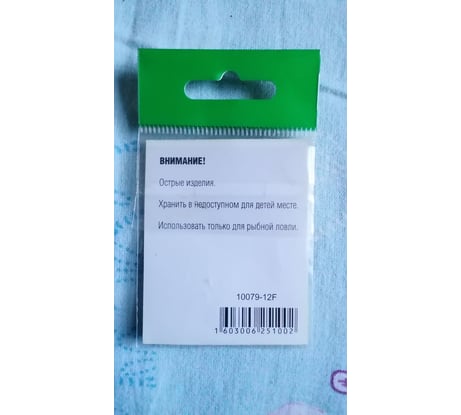 ВНИМАНИЕ!
Острые изделия.
Хранить в недоступном для детей месте.
Использовать только для рыбной ловли.
10079-12F
1 603006 251002